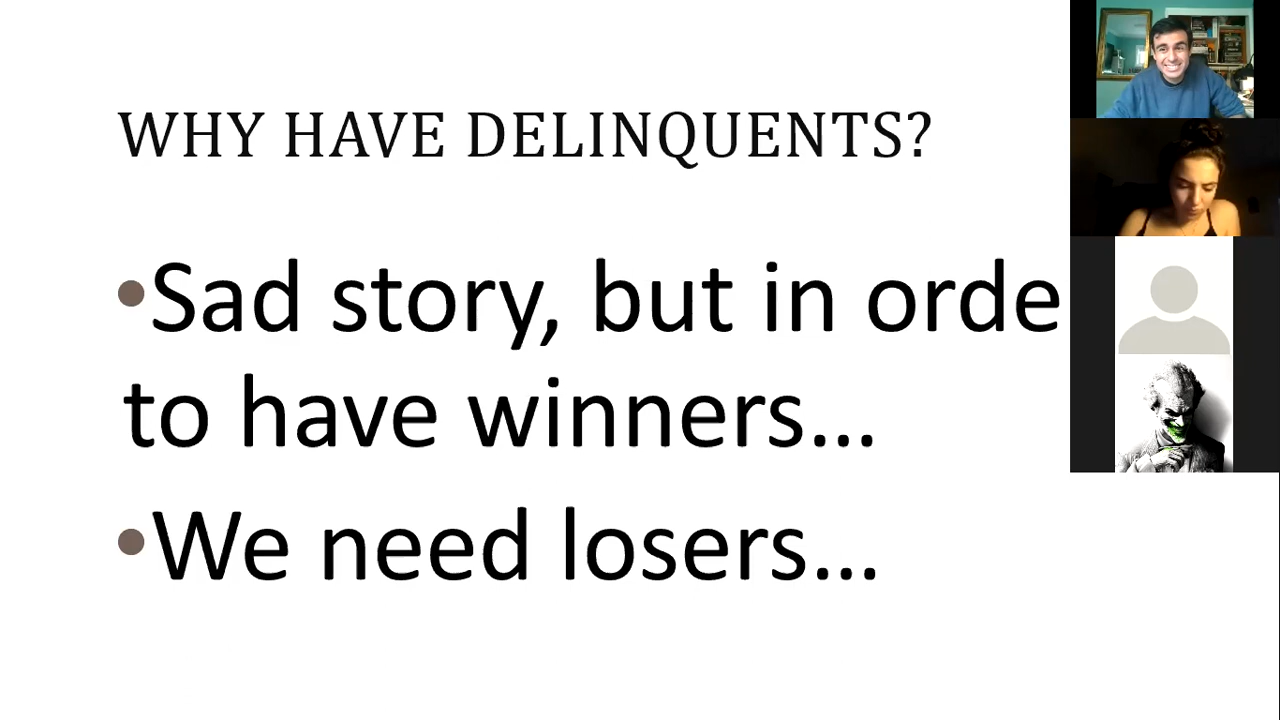 WHY HAVE DELINQUENTS?
•Sad story, but in orde
to have winners...
•We need losers...